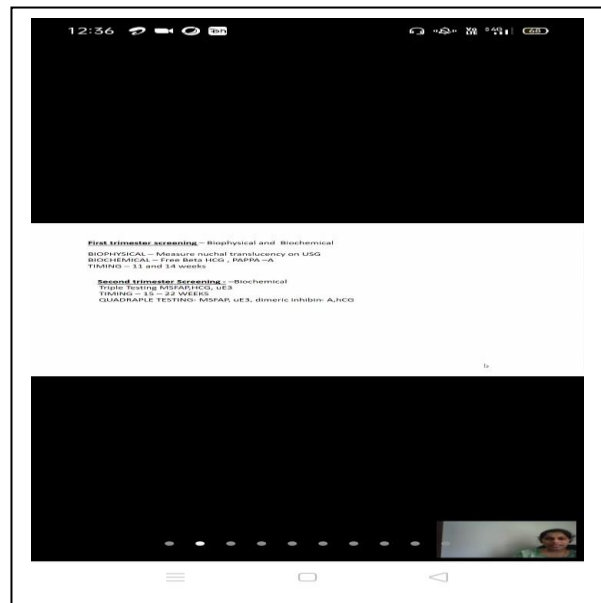 12:36
68
First trimester screening – Biophysical and Biochemical
BIOPHYSICAL – Measure nuchal translucency on USG
BIOCHEMICAL – Free Beta HCG , PAPPA –A
TIMING – 11 and 14 weeks
Second trimester Screening : –Biochemical
Triple Testing MSFAP,HCG, uE3
TIMING – 15 – 22 WEEKS
QUADRAPLE TESTING- MSFAP, uE3, dimeric inhibin- A,hCG